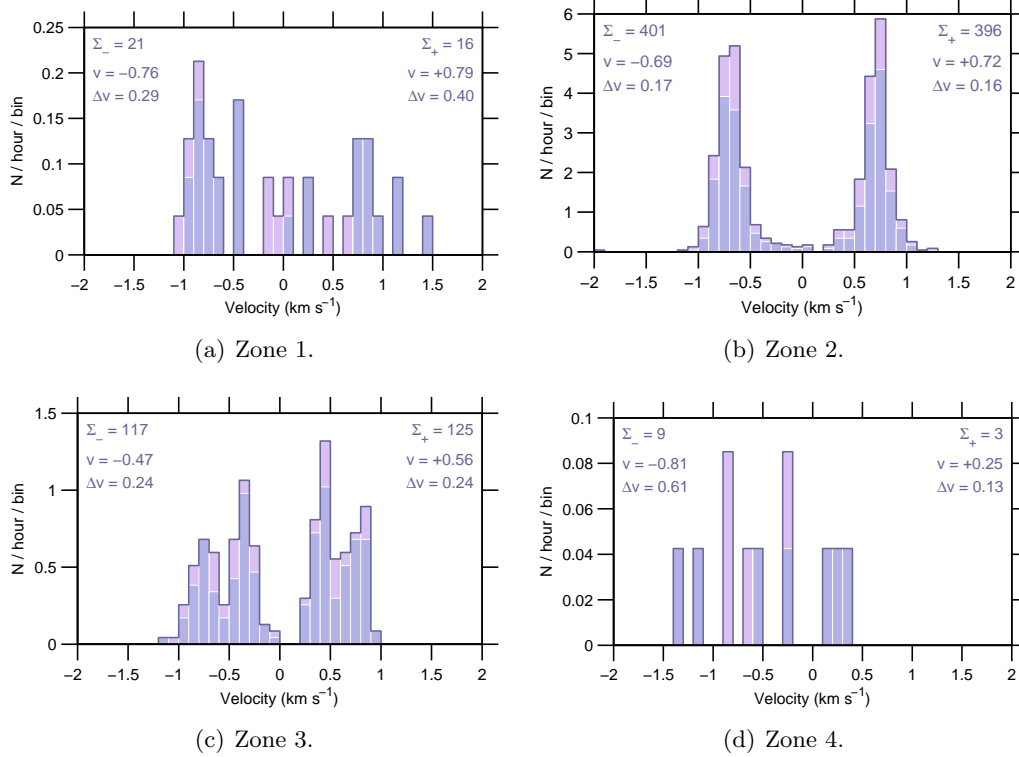 0.25
0.2
0.15
0.1
0.05
0
N / hour / bin
Σ− = 21
v = −0.76
Δv = 0.29
Σ+ = 16
v = +0.79
Δv = 0.40
−2 −1.5 −1 −0.5 0 0.5 1 1.5 2
Velocity (km s−1)
(a) Zone 1.
6
5
4
3
2
1
0
N / hour / bin
Σ− = 401
v = −0.69
Δv = 0.17
Σ+ = 396
v = +0.72
Δv = 0.16
−2 −1.5 −1 −0.5 0 0.5 1 1.5 2
Velocity (km s−1)
(b) Zone 2.
1.5
1
0.5
0
N / hour / bin
Σ− = 117
v = −0.47
Δv = 0.24
Σ+ = 125
v = +0.56
Δv = 0.24
−2 −1.5 −1 −0.5 0 0.5 1 1.5 2
Velocity (km s−1)
(c) Zone 3.
0.1
0.08
0.06
0.04
0.02
0
N / hour / bin
Σ− = 9
v = −0.81
Δv = 0.61
Σ+ = 3
v = +0.25
Δv = 0.13
−2 −1.5 −1 −0.5 0 0.5 1 1.5 2
Velocity (km s−1)
(d) Zone 4.